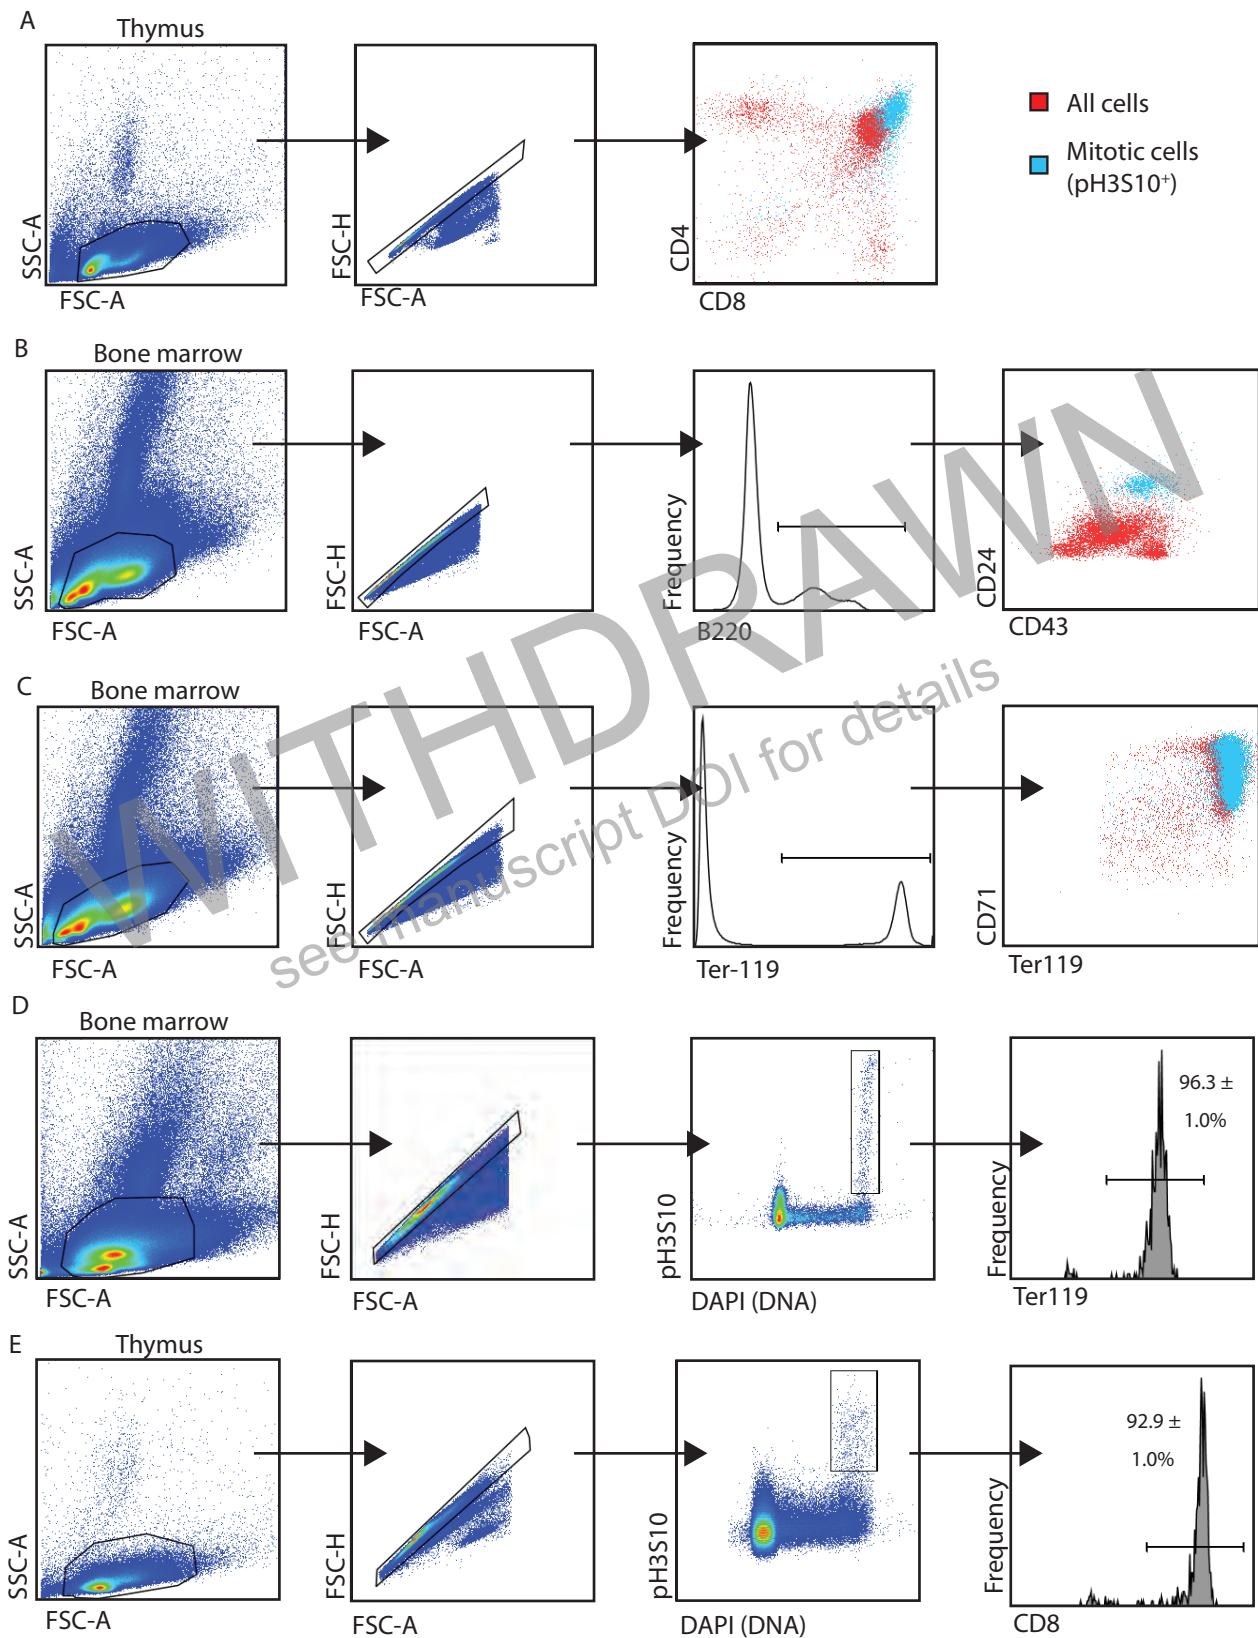 A
Thymus
SSC-A
FSC-A
FSC-H
FSC-A
CD4
CD8
All cells
Mitotic cells
(pH3S10⁺)
B
Bone marrow
SSC-A
FSC-A
FSC-H
FSC-A
Frequency
B220
CD24
CD43
WITHDRAWN
see manuscript DOI for details
C
Bone marrow
SSC-A
FSC-A
FSC-H
FSC-A
Frequency
Ter-119
CD71
Ter119
D
Bone marrow
SSC-A
FSC-A
FSC-H
FSC-A
pH3S10
DAPI (DNA)
Frequency
96.3 ±
1.0%
Ter119
E
Thymus
SSC-A
FSC-A
FSC-H
FSC-A
pH3S10
DAPI (DNA)
Frequency
92.9 ±
1.0%
CD8